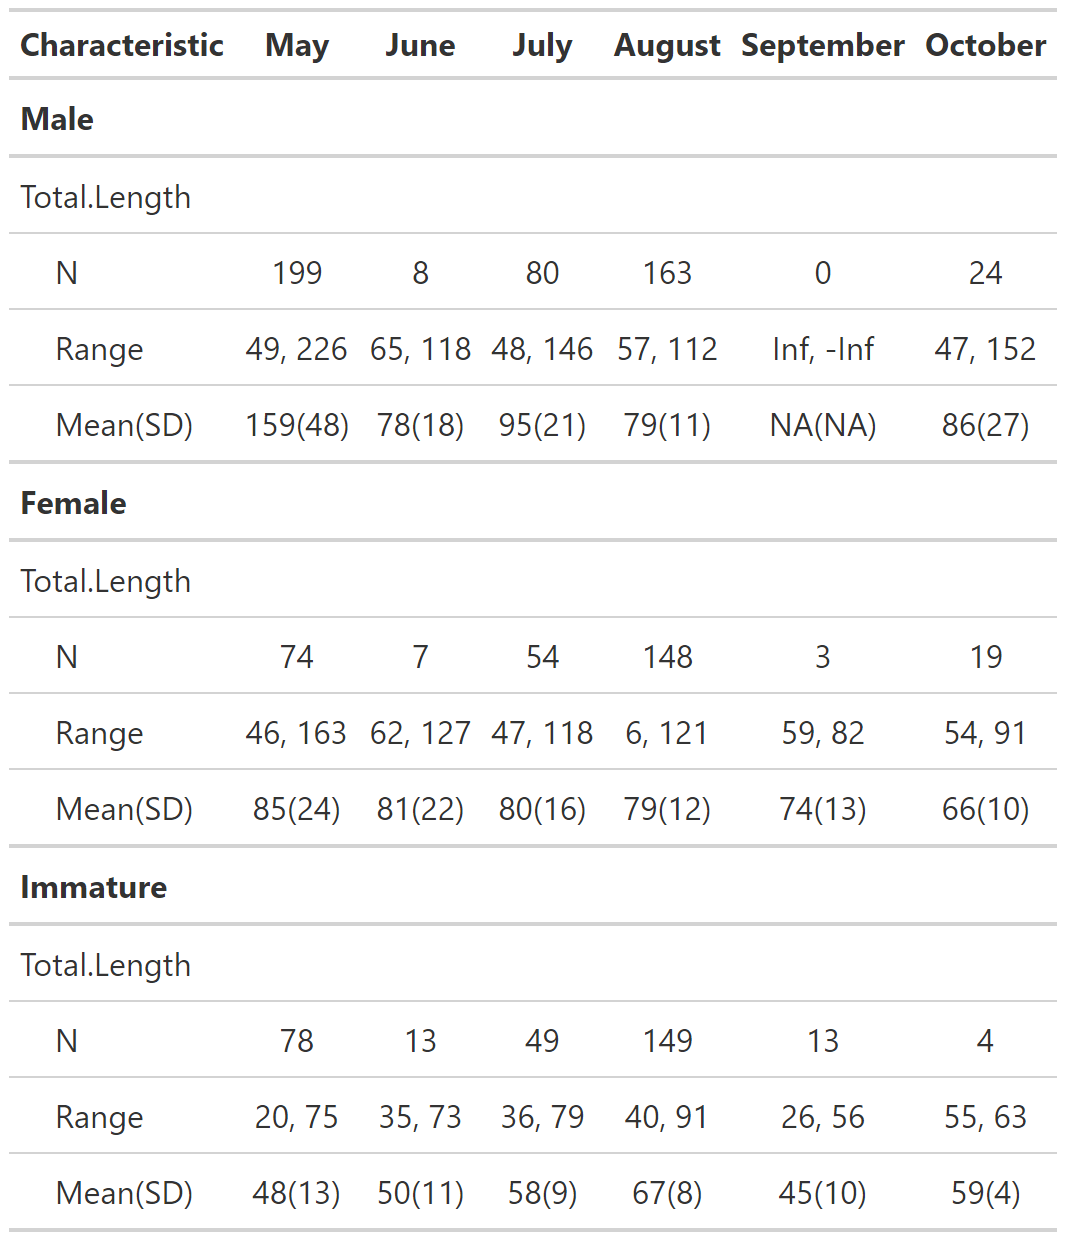 Characteristic May June July August September October
Male
Total.Length
N 199 8 80 163 0 24
Range 49, 226 65, 118 48, 146 57, 112 Inf, -Inf 47, 152
Mean(SD) 159(48) 78(18) 95(21) 79(11) NA(NA) 86(27)
Female
Total.Length
N 74 7 54 148 3 19
Range 46, 163 62, 127 47, 118 6, 121 59, 82 54, 91
Mean(SD) 85(24) 81(22) 80(16) 79(12) 74(13) 66(10)
Immature
Total.Length
N 78 13 49 149 13 4
Range 20, 75 35, 73 36, 79 40, 91 26, 56 55, 63
Mean(SD) 48(13) 50(11) 58(9) 67(8) 45(10) 59(4)